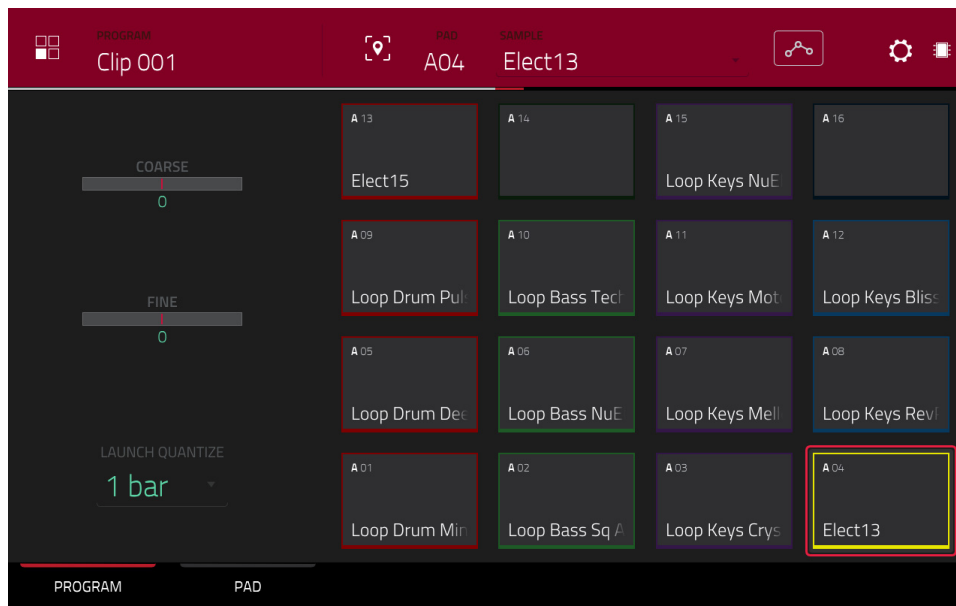 PROGRAM
Clip 001
PAD
A04
SAMPLE
Elect13
COARSE
0
FINE
0
LAUNCH QUANTIZE
1 bar
A 13
Elect15
A 14
A 15
Loop Keys NuE
A 16
A 09
Loop Drum Pul
A 10
Loop Bass Tech
A 11
Loop Keys Mot
A 12
Loop Keys Bliss
A 05
Loop Drum Dee
A 06
Loop Bass NuE
A 07
Loop Keys Mell
A 08
Loop Keys Rev
A 01
Loop Drum Min
A 02
Loop Bass Sq A
A 03
Loop Keys Crys
A 04
Elect13
PROGRAM
PAD